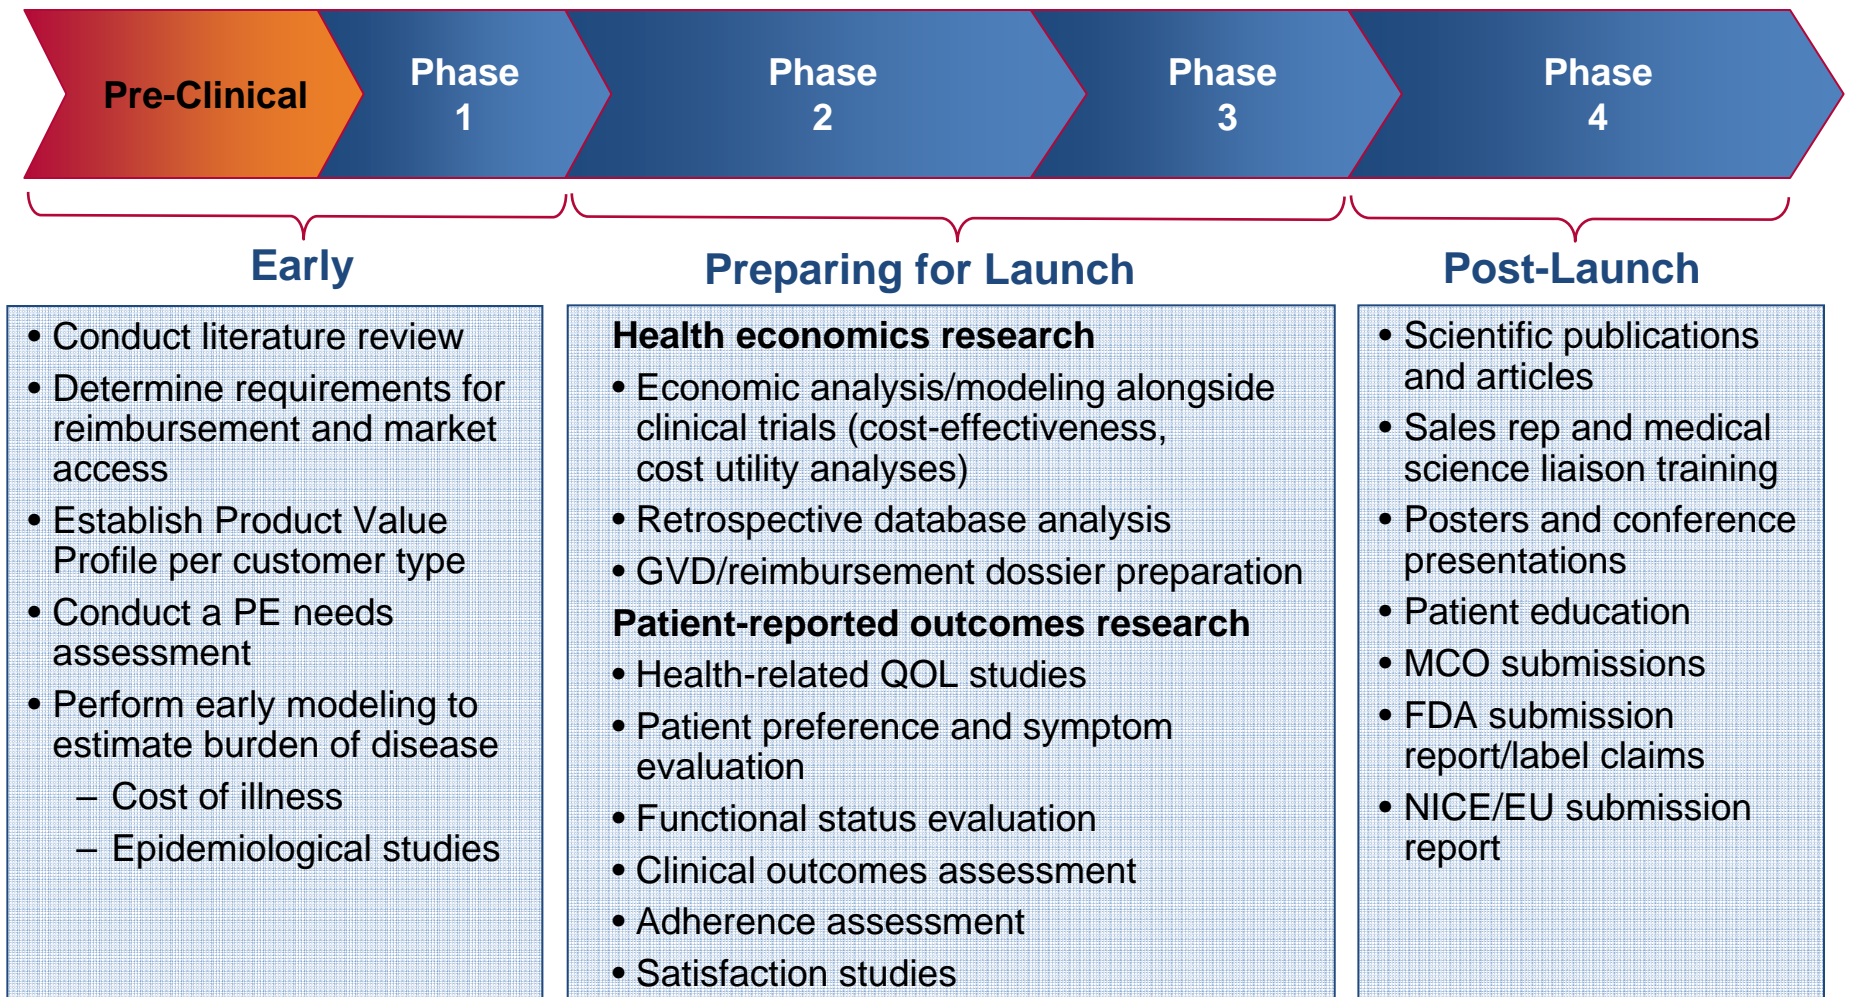 Pre-Clinical
Phase
1
Phase
2
Phase
3
Phase
4
Early
• Conduct literature review
• Determine requirements for
reimbursement and market
access
• Establish Product Value
Profile per customer type
• Conduct a PE needs
assessment
• Perform early modeling to
estimate burden of disease
– Cost of illness
– Epidemiological studies
Preparing for Launch
Health economics research
• Economic analysis/modeling alongside
clinical trials (cost-effectiveness,
cost utility analyses)
• Retrospective database analysis
• GVD/reimbursement dossier preparation
Patient-reported outcomes research
• Health-related QOL studies
• Patient preference and symptom
evaluation
• Functional status evaluation
• Clinical outcomes assessment
• Adherence assessment
• Satisfaction studies
Post-Launch
• Scientific publications
and articles
• Sales rep and medical
science liaison training
• Posters and conference
presentations
• Patient education
• MCO submissions
• FDA submission
report/label claims
• NICE/EU submission
report